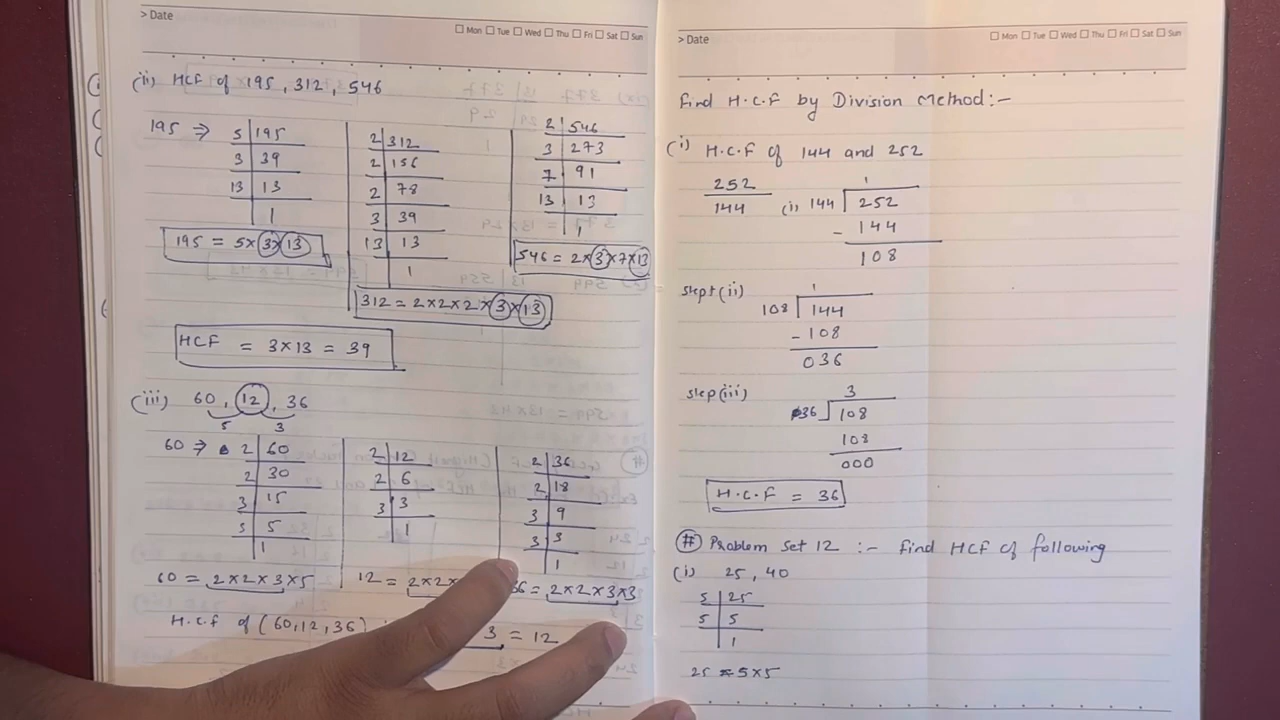 > Date
Mon Tue Wed Thu Fri Sat Sun
(ii) HCF of 195, 312, 546
195 ⇒
5 | 195
3 | 39
13 | 13
1
195 = 5×3×13
2 | 312
2 | 156
2 | 78
3 | 39
13 | 13
1
312 = 2×2×2×3×13
2 | 546
3 | 273
7 | 91
13 | 13
1
546 = 2×3×7×13
HCF = 3×13 = 39
(iii) 60, 12, 36
5 3
60 ⇒
2 | 60
2 | 30
3 | 15
5 | 5
1
60 = 2×2×3×5
2 | 12
2 | 6
3 | 3
1
12 = 2×2×
2 | 36
2 | 18
3 | 9
3 | 3
1
36 = 2×2×3×3
H.C.F of (60,12,36)
3 = 12
> Date
Mon Tue Wed Thu Fri Sat Sun
Find H.C.F by Division Method:-
(i) H.C.F of 144 and 252
252
144
(i) 144 252
1
- 144
108
stept (ii)
1
108 144
- 108
036
step (iii)
3
36 108
108
000
H.C.F = 36
# Problem Set 12 :- Find HCF of following
(i) 25, 40
5 | 25
5 | 5
1
25 = 5×5